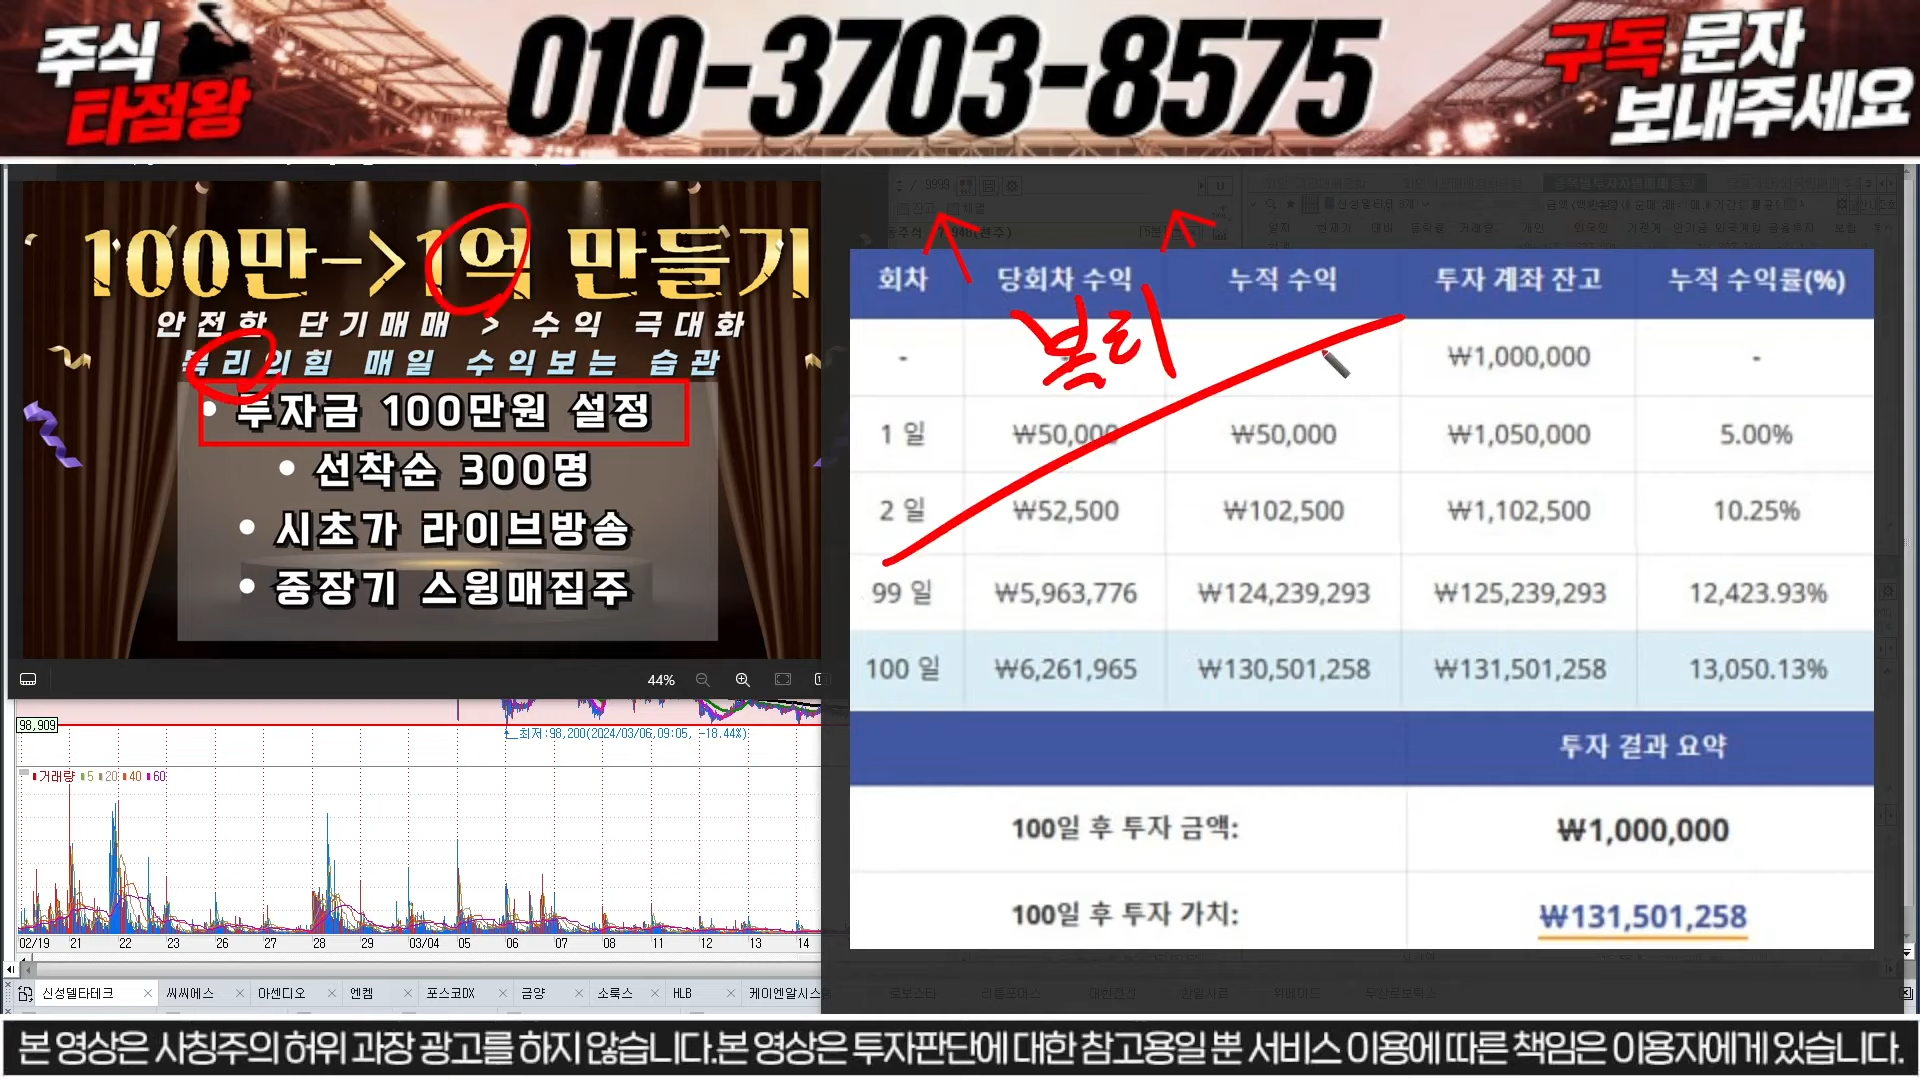 주식
타점왕
010-3703-8575
구독 문자
보내주세요
100만->1억 만들기
안전한 단기매매 > 수익 극대화
복리의힘 매일 수익보는 습관
• 투자금 100만원 설정
• 선착순 300명
• 시초가 라이브방송
• 중장기 스윙매집주
44%
복리
회차 당회차 수익 누적 수익 투자 계좌 잔고 누적 수익률(%)
- ₩1,000,000 -
1 일 ₩50,000 ₩50,000 ₩1,050,000 5.00%
2 일 ₩52,500 ₩102,500 ₩1,102,500 10.25%
99 일 ₩5,963,776 ₩124,239,293 ₩125,239,293 12,423.93%
100 일 ₩6,261,965 ₩130,501,258 ₩131,501,258 13,050.13%
투자 결과 요약
100일 후 투자 금액: ₩1,000,000
100일 후 투자 가치: ₩131,501,258
98,909
최저:98,200(2024/03/06,09:05, -18.44%)
거래량 5 20 40 60
02/19 21 22 23 26 27 28 29 03/04 05 06 07 08 11 12 13 14
신성델타테크 씨씨에스 아센디오 엔켐 포스코DX 금양 소룩스 HLB 케이엔알시스
본 영상은 사칭주의 허위 과장 광고를 하지 않습니다.본 영상은 투자판단에 대한 참고용일 뿐 서비스 이용에 따른 책임은 이용자에게 있습니다.